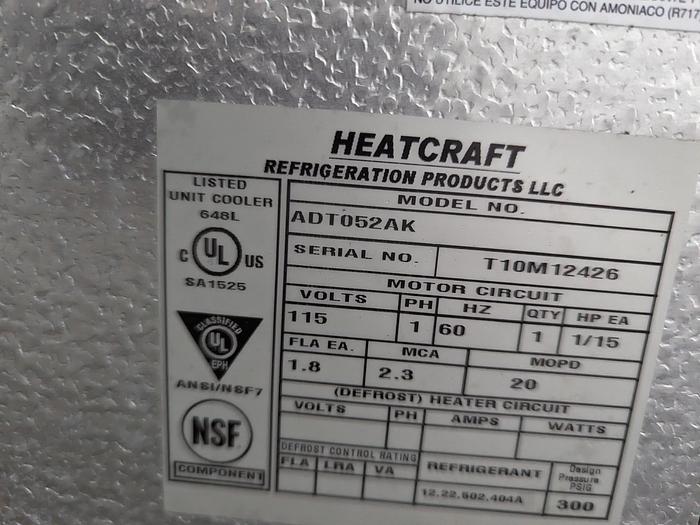 NO UTILICE ESTE EQUIPO CON AMONIACO (R717
HEATCRAFT
REFRIGERATION PRODUCTS LLC
LISTED
UNIT COOLER
648L
C UL US
SA1525
CLASSIFIED
UL
EPH
ANSI/NSF7
NSF
COMPONENT
MODEL NO.
ADT052AK
SERIAL NO. T10M12426
MOTOR CIRCUIT
VOLTS PH HZ QTY HP EA
115 1 60 1 1/15
FLA EA. MCA MOPD
1.8 2.3 20
(DEFROST) HEATER CIRCUIT
VOLTS PH AMPS WATTS
DEFROST CONTROL RATING
FLA LRA VA
REFRIGERANT
12.22.502.404A
Design
Pressure
PSIG
300